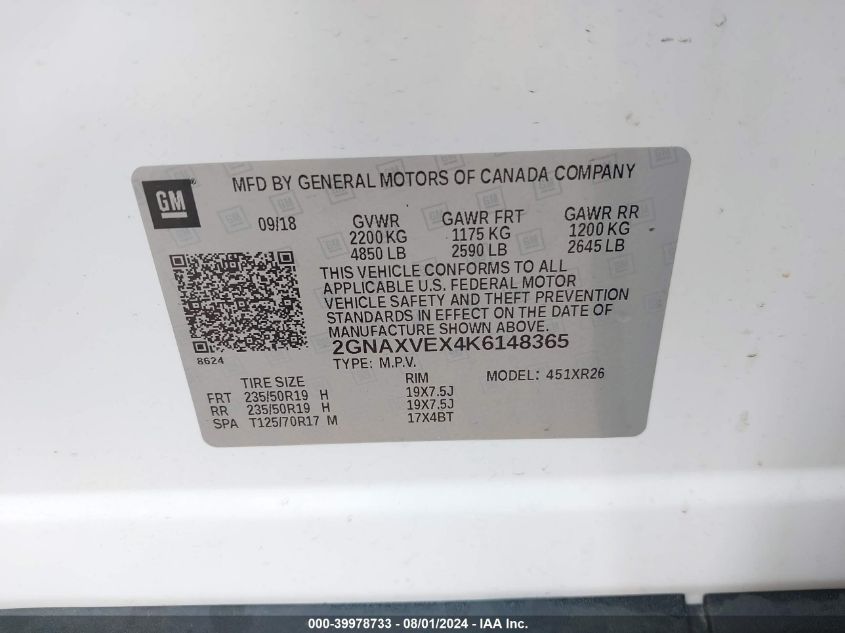 GM
MFD BY GENERAL MOTORS OF CANADA COMPANY
09/18 GVWR GAWR FRT GAWR RR
2200 KG 1175 KG 1200 KG
4850 LB 2590 LB 2645 LB
THIS VEHICLE CONFORMS TO ALL
APPLICABLE U.S. FEDERAL MOTOR
VEHICLE SAFETY AND THEFT PREVENTION
STANDARDS IN EFFECT ON THE DATE OF
MANUFACTURE SHOWN ABOVE.
2GNAXVEX4K6148365
8624
TYPE: M.P.V.
TIRE SIZE RIM MODEL: 451XR26
FRT 235/50R19 H 19X7.5J
RR 235/50R19 H 19X7.5J
SPA T125/70R17 M 17X4BT
000-39978733 - 08/01/2024 - IAA Inc.